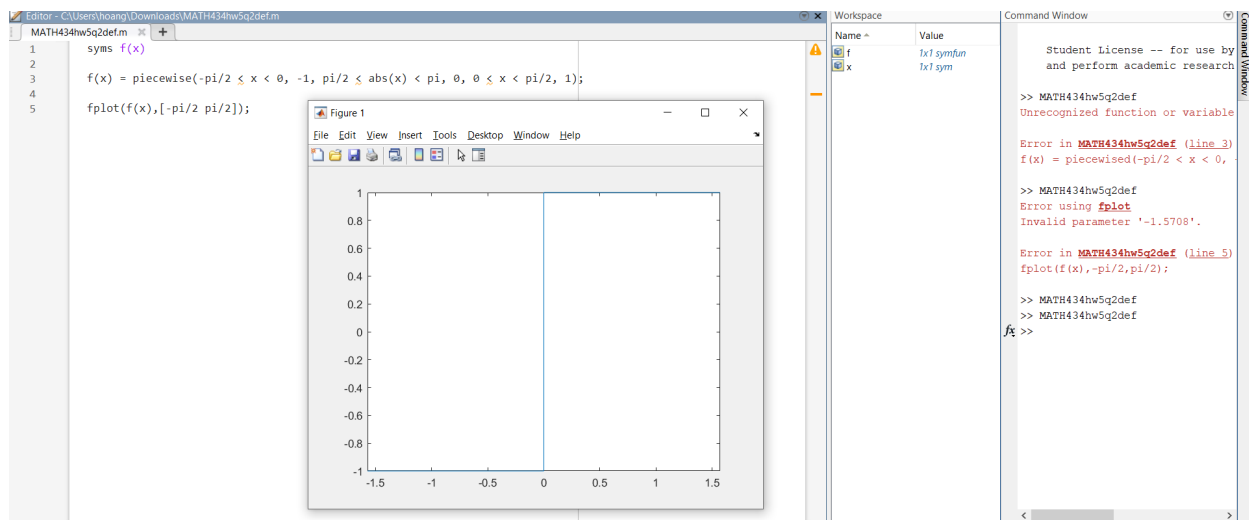 Editor - C:\Users\hoang\Downloads\MATH434hw5q2def.m
MATH434hw5q2def.m
1 syms f(x)
2
3 f(x) = piecewise(-pi/2 < x < 0, -1, pi/2 < abs(x) < pi, 0, 0 < x < pi/2, 1);
4
5 fplot(f(x),[-pi/2 pi/2]);
Figure 1
File Edit View Insert Tools Desktop Window Help
1
0.8
0.6
0.4
0.2
0
-0.2
-0.4
-0.6
-0.8
-1
-1.5 -1 -0.5 0 0.5 1 1.5
Workspace
Name Value
f 1x1 symfun
x 1x1 sym
Command Window
Student License -- for use by
and perform academic research
>> MATH434hw5q2def
Unrecognized function or variable
Error in MATH434hw5q2def (line 3)
f(x) = piecewised(-pi/2 < x < 0, -
>> MATH434hw5q2def
Error using fplot
Invalid parameter '-1.5708'.
Error in MATH434hw5q2def (line 5)
fplot(f(x),-pi/2,pi/2);
>> MATH434hw5q2def
>> MATH434hw5q2def
fx >>
Command Window